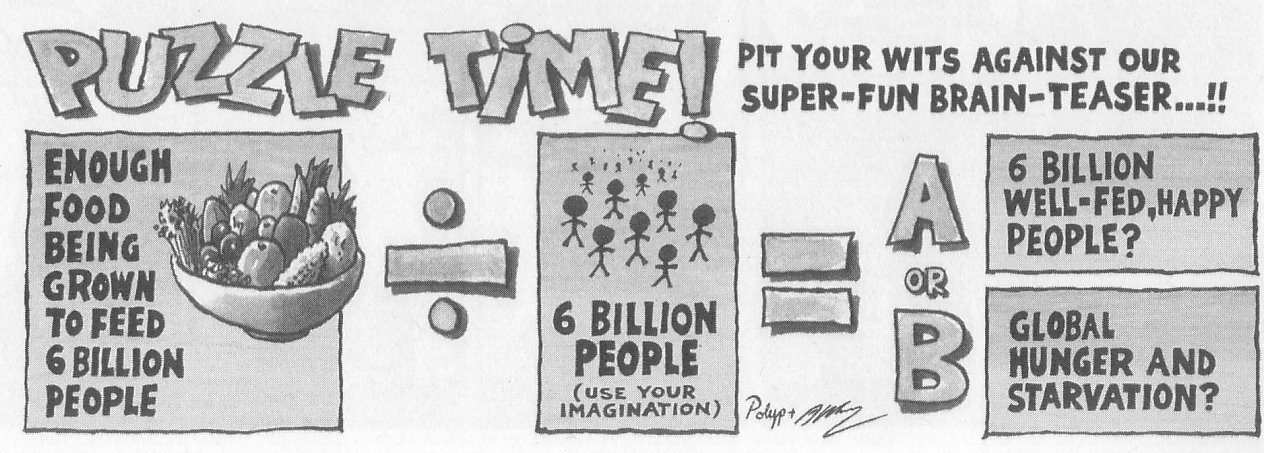 PUZZLE TIME!
PIT YOUR WITS AGAINST OUR
SUPER-FUN BRAIN-TEASER...!!
ENOUGH
FOOD
BEING
GROWN
TO FEED
6 BILLION
PEOPLE
÷
6 BILLION
PEOPLE
(USE YOUR
IMAGINATION)
=
A
OR
B
6 BILLION
WELL-FED, HAPPY
PEOPLE?
GLOBAL
HUNGER AND
STARVATION?
Polyp +